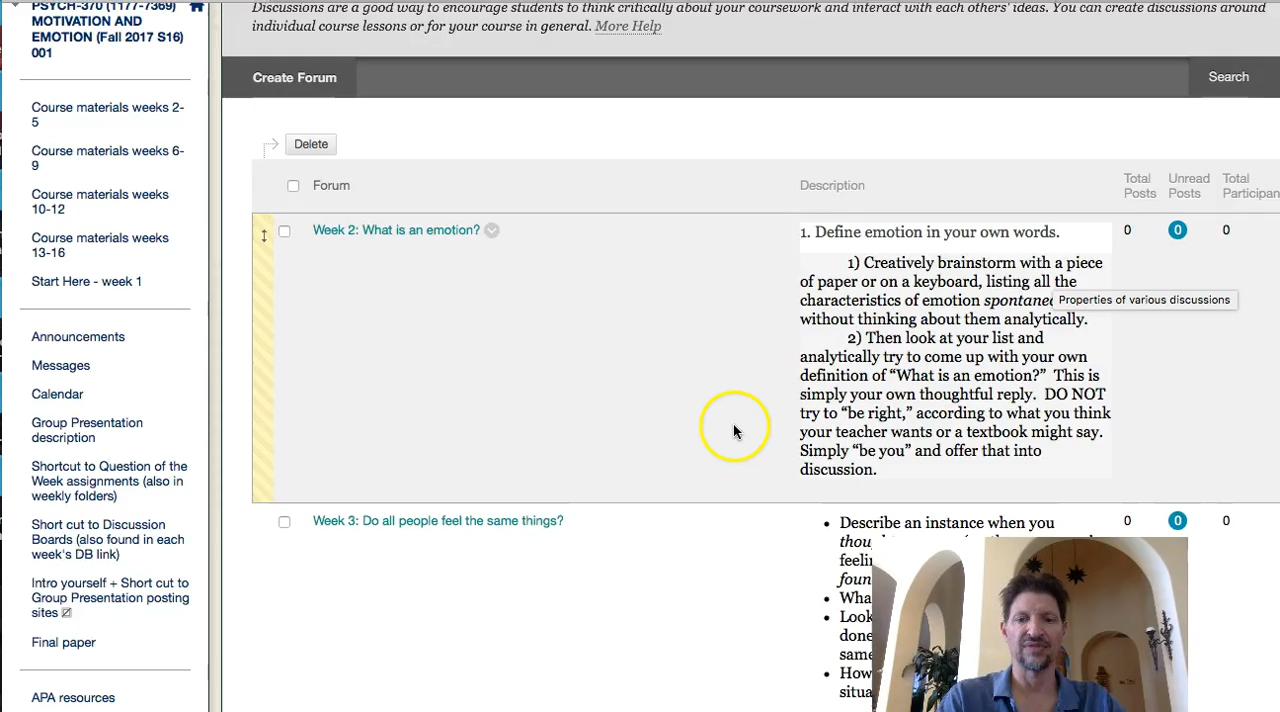 PSYCH-370 (1177-7369)
MOTIVATION AND
EMOTION (Fall 2017 S16)
001
Course materials weeks 2-
5
Course materials weeks 6-
9
Course materials weeks
10-12
Course materials weeks
13-16
Start Here - week 1
Announcements
Messages
Calendar
Group Presentation
description
Shortcut to Question of the
Week assignments (also in
weekly folders)
Short cut to Discussion
Boards (also found in each
week's DB link)
Intro yourself + Short cut to
Group Presentation posting
sites
Final paper
APA resources
Discussions are a good way to encourage students to think critically about your coursework and interact with each others' ideas. You can create discussions around
individual course lessons or for your course in general. More Help
Create Forum
Search
Delete
Forum
Description
Total
Posts
Unread
Posts
Total
Participan
Week 2: What is an emotion?
1. Define emotion in your own words.
1) Creatively brainstorm with a piece
of paper or on a keyboard, listing all the
characteristics of emotion
without thinking about them analytically.
2) Then look at your list and
analytically try to come up with your own
definition of “What is an emotion?” This is
simply your own thoughtful reply. DO NOT
try to “be right,” according to what you think
your teacher wants or a textbook might say.
Simply “be you” and offer that into
discussion.
0
0
0
Properties of various discussions
Week 3: Do all people feel the same things?
Describe an instance when you
0
0
0